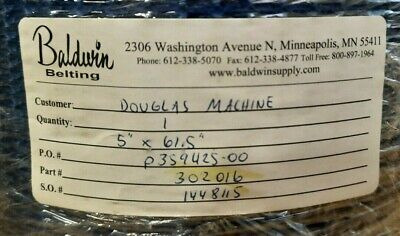 Baldwin
Belting
2306 Washington Avenue N, Minneapolis, MN 55411
Phone: 612-338-5070 Fax: 612-338-4877 Toll Free: 800-897-1964
www.baldwinsupply.com
Customer: DOUGLAS MACHINE
Quantity: 1
5" x 61.5"
P.O. # P359425-00
Part # 302016
S.O. # 1448115